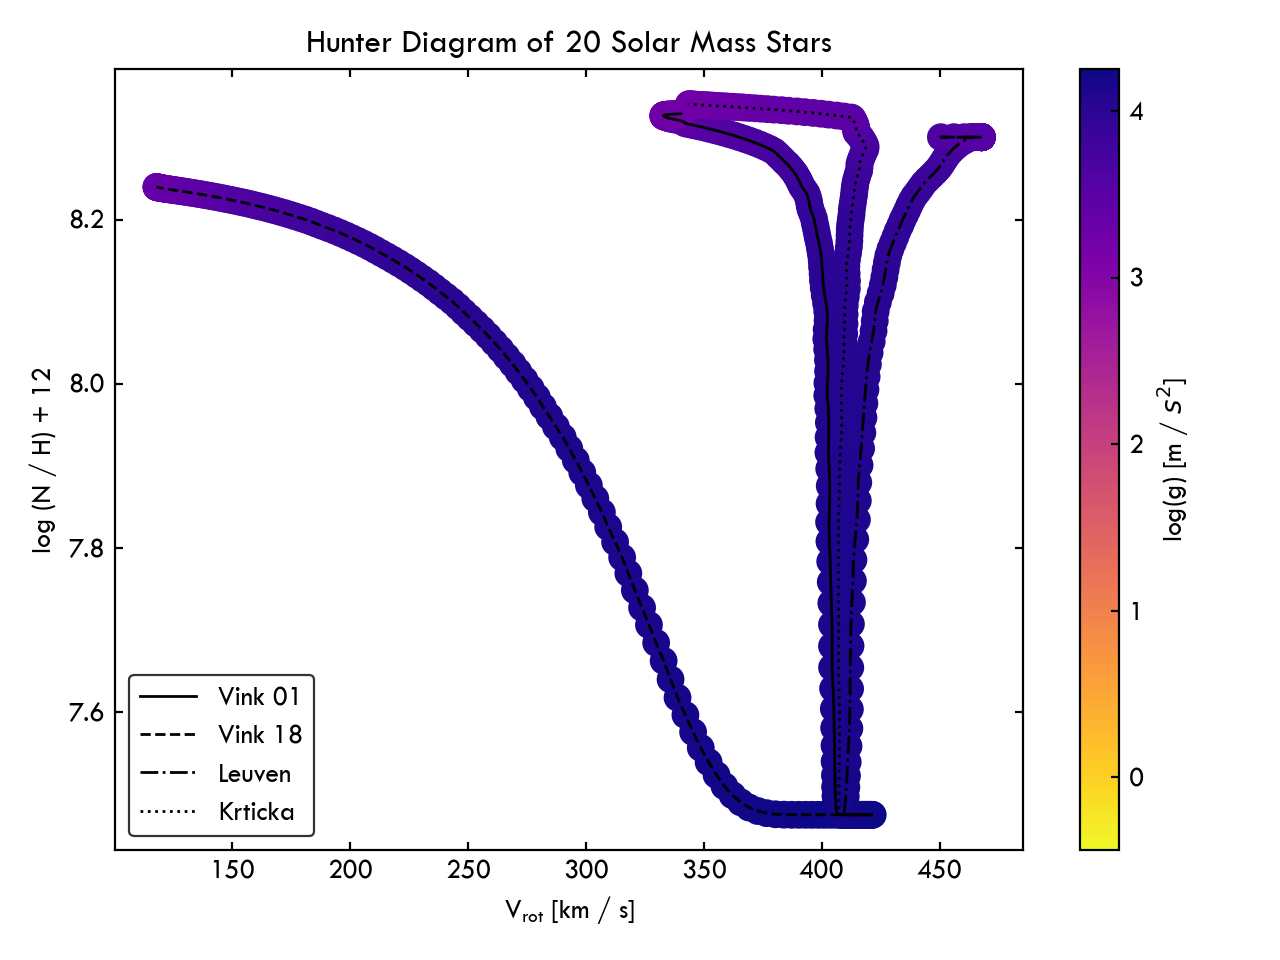 Hunter Diagram of 20 Solar Mass Stars
log (N / H) + 12
8.2
8.0
7.8
7.6
Vink 01
Vink 18
Leuven
Krticka
150 200 250 300 350 400 450
V_rot [km / s]
4
3
2
1
0
log(g) [m / s²]